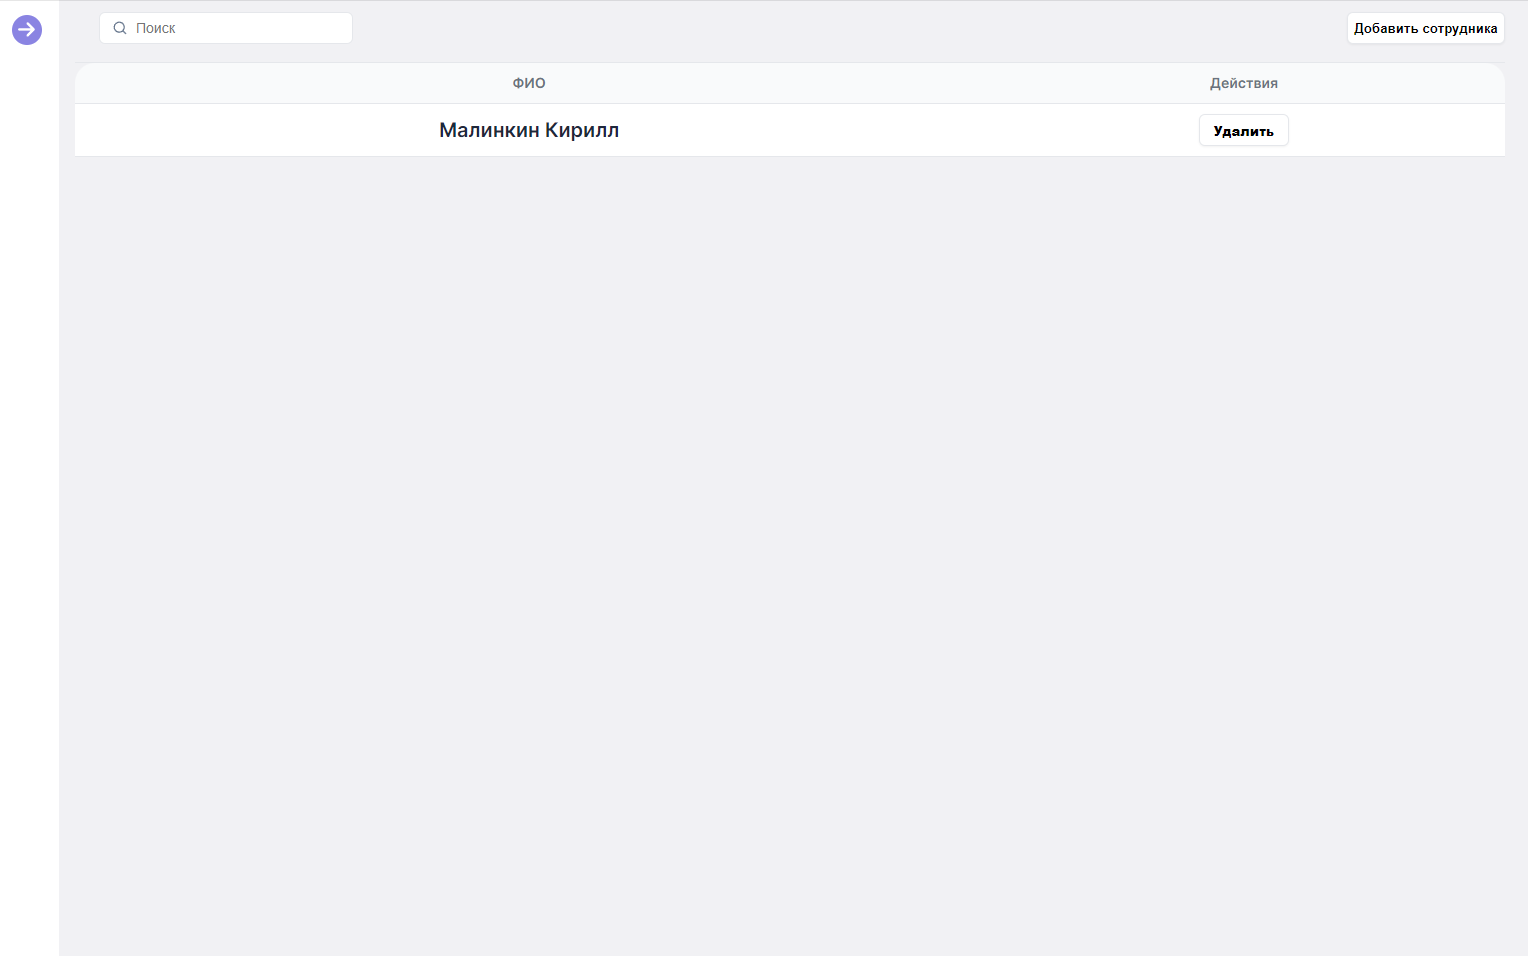 Поиск
Добавить сотрудника
ФИО
Действия
Малинкин Кирилл
Удалить